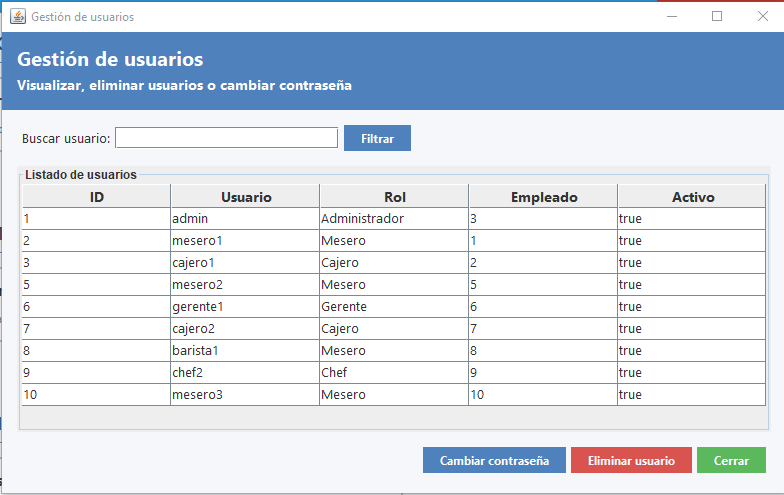 Gestión de usuarios
Gestión de usuarios
Visualizar, eliminar usuarios o cambiar contraseña
Buscar usuario: Filtrar
Listado de usuarios
ID Usuario Rol Empleado Activo
1 admin Administrador 3 true
2 mesero1 Mesero 1 true
3 cajero1 Cajero 2 true
5 mesero2 Mesero 5 true
6 gerente1 Gerente 6 true
7 cajero2 Cajero 7 true
8 barista1 Mesero 8 true
9 chef2 Chef 9 true
10 mesero3 Mesero 10 true
Cambiar contraseña Eliminar usuario Cerrar